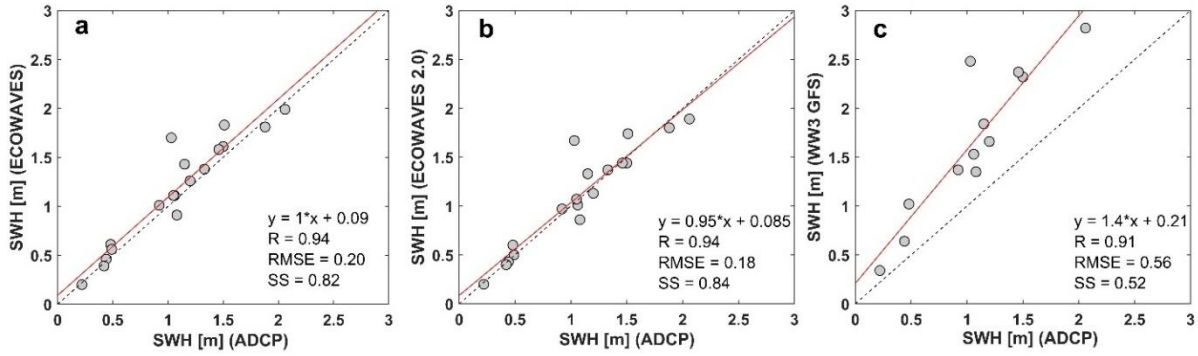 a
SWH [m] (ECOWAVES)
3
2.5
2
1.5
1
0.5
0
y = 1*x + 0.09
R = 0.94
RMSE = 0.20
SS = 0.82
0 0.5 1 1.5 2 2.5 3
SWH [m] (ADCP)
b
SWH [m] (ECOWAVES 2.0)
3
2.5
2
1.5
1
0.5
0
y = 0.95*x + 0.085
R = 0.94
RMSE = 0.18
SS = 0.84
0 0.5 1 1.5 2 2.5 3
SWH [m] (ADCP)
c
SWH [m] (WW3 GFS)
3
2.5
2
1.5
1
0.5
0
y = 1.4*x + 0.21
R = 0.91
RMSE = 0.56
SS = 0.52
0 0.5 1 1.5 2 2.5 3
SWH [m] (ADCP)